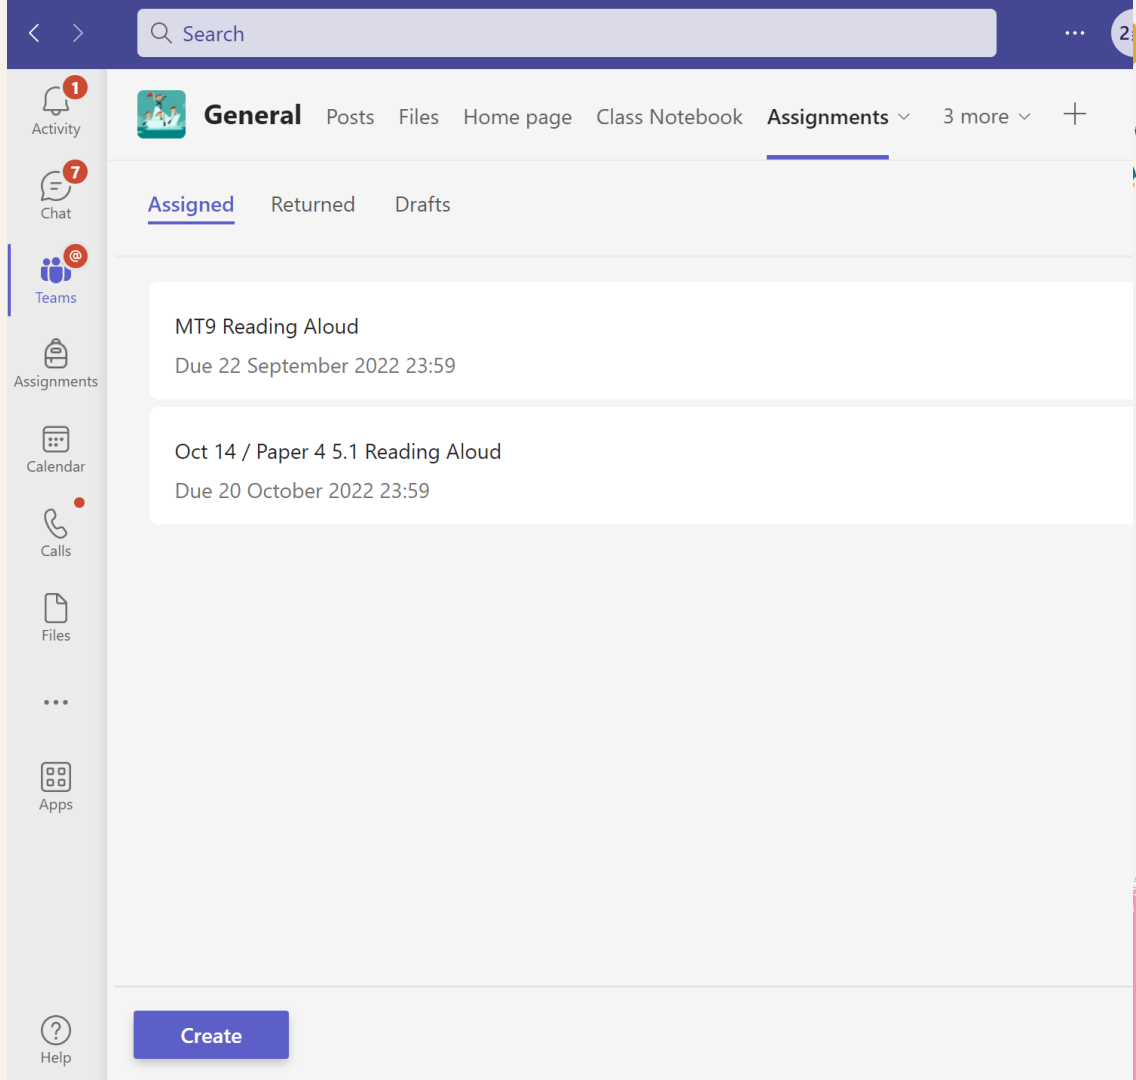 Search
2
1
Activity
7
Chat
@
Teams
Assignments
Calendar
Calls
Files
Apps
Help
General Posts Files Home page Class Notebook Assignments 3 more
Assigned Returned Drafts
MT9 Reading Aloud
Due 22 September 2022 23:59
Oct 14 / Paper 4 5.1 Reading Aloud
Due 20 October 2022 23:59
Create